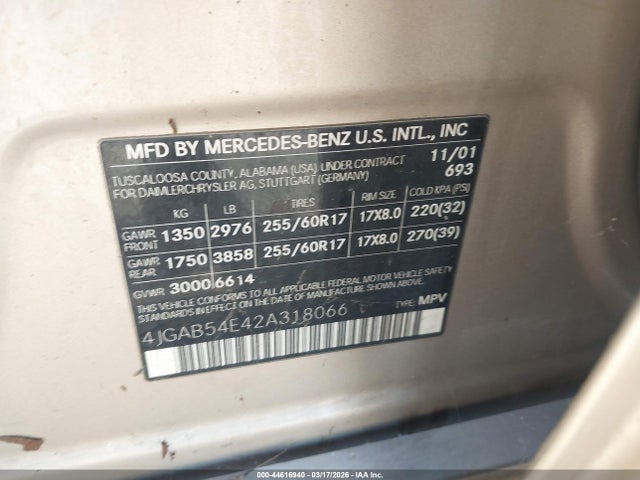 MFD BY MERCEDES-BENZ U.S. INTL., INC
TUSCALOOSA COUNTY, ALABAMA (USA), UNDER CONTRACT 11/01
FOR DAIMLERCHRYSLER AG, STUTTGART (GERMANY) 693
KG LB TIRES RIM SIZE COLD KPA (PSI)
GAWR FRONT 1350 2976 255/60R17 17X8.0 220(32)
GAWR REAR 1750 3858 255/60R17 17X8.0 270(39)
GVWR 3000 6614
THIS VEHICLE CONFORMS TO ALL APPLICABLE FEDERAL MOTOR VEHICLE SAFETY
STANDARDS IN EFFECT ON THE DATE OF MANUFACTURE SHOWN ABOVE.
4JGAB54E42A318066 TYPE: MPV
000-44616940 - 03/17/2026 - IAA Inc.